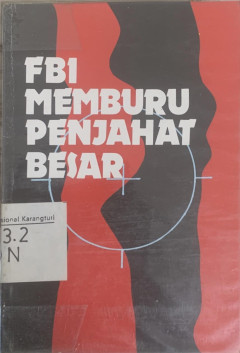 FBI
MEMBURU
PENJAHAT
BESAR
sional Karangturi
3.2
N